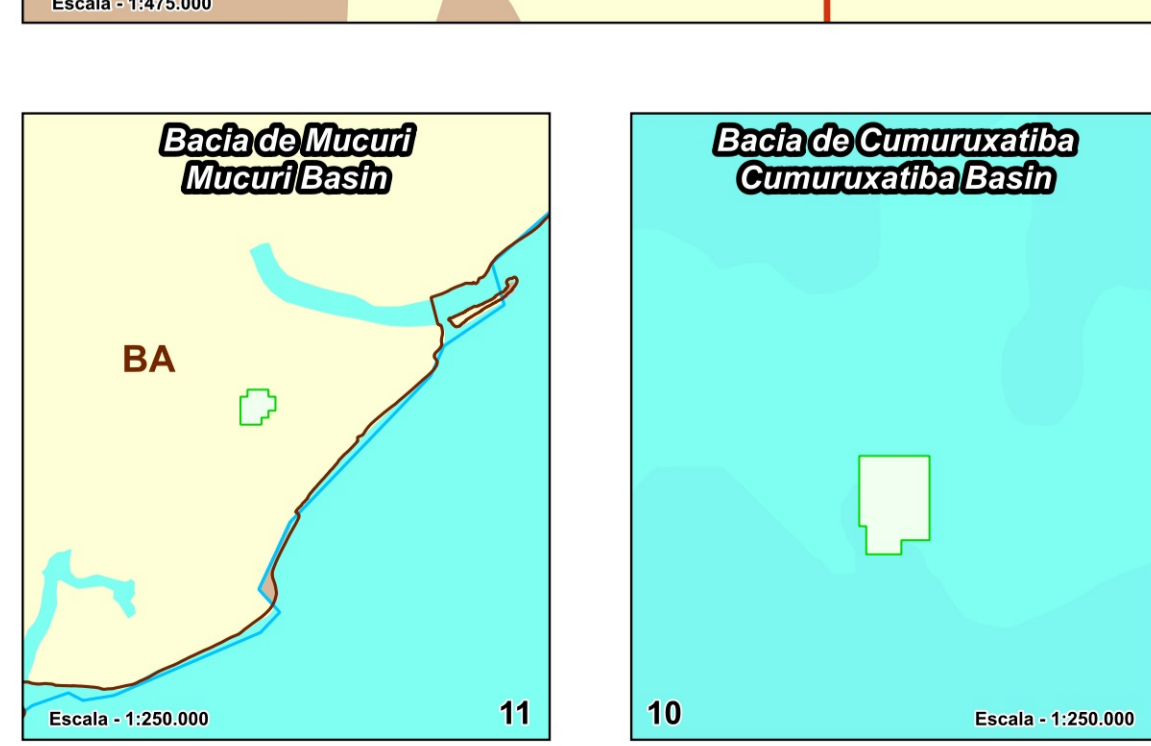 Escala - 1:475.000
Bacia de Mucuri
Mucuri Basin
BA
Escala - 1:250.000
11
Bacia de Cumuruxatiba
Cumuruxatiba Basin
10
Escala - 1:250.000